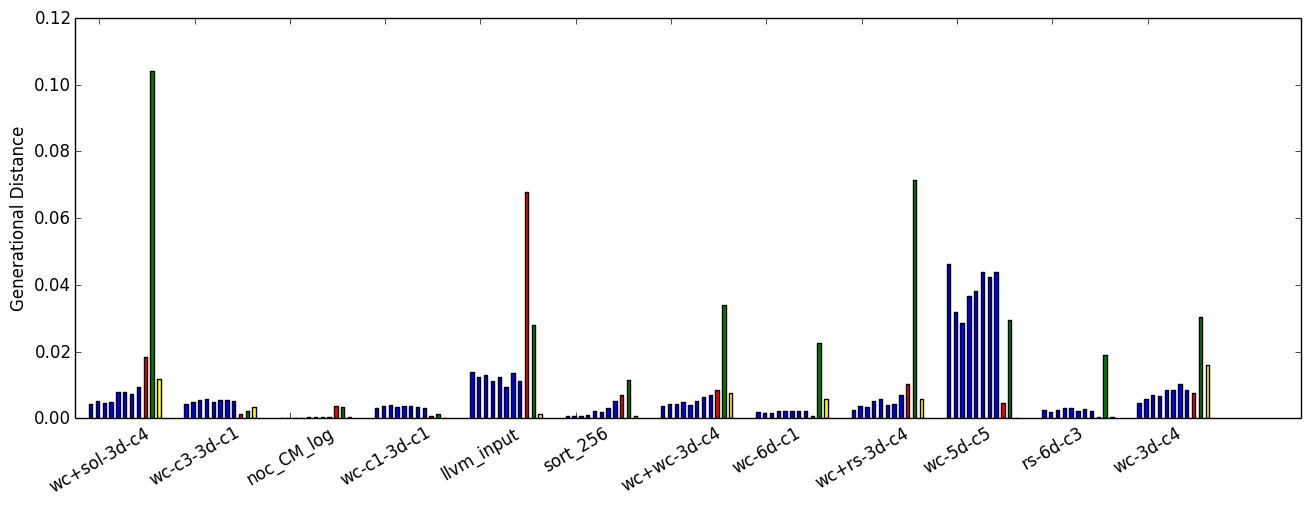 Generational Distance
0.12
0.10
0.08
0.06
0.04
0.02
0.00
wc+sol-3d-c4
wc-c3-3d-c1
noc_CM_log
wc-c1-3d-c1
llvm_input
sort_256
wc+wc-3d-c4
wc-6d-c1
wc+rs-3d-c4
wc-5d-c5
rs-6d-c3
wc-3d-c4